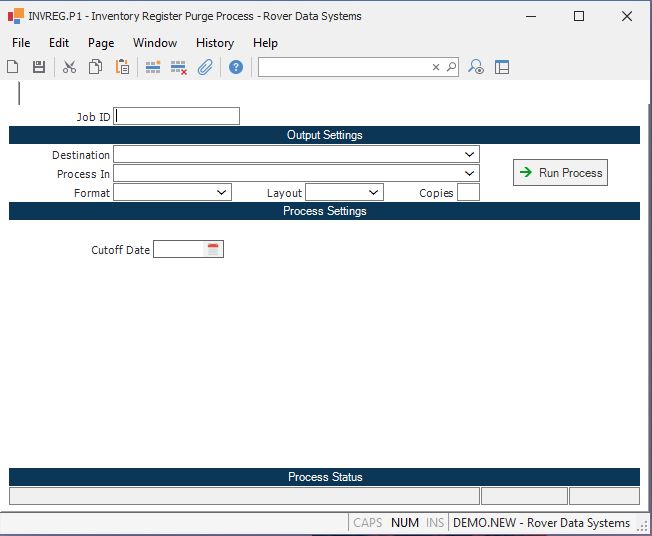 INVREG.P1 - Inventory Register Purge Process - Rover Data Systems
File Edit Page Window History Help
Job ID
Output Settings
Destination
Process In
Run Process
Format Layout Copies
Process Settings
Cutoff Date
Process Status
CAPS NUM INS DEMO.NEW - Rover Data Systems